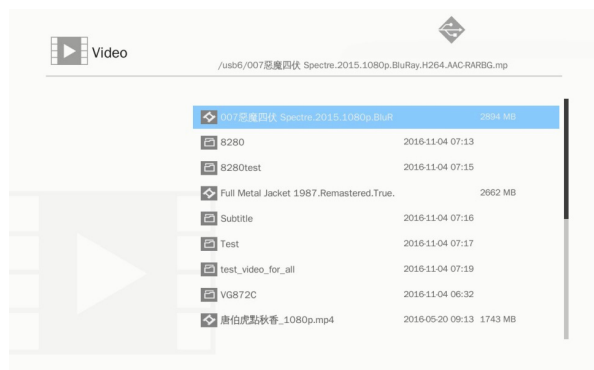 Video
/usb6/007惡魔四伏 Spectre.2015.1080p.BluRay.H264.AAC-RARBG.mp
007惡魔四伏 Spectre.2015.1080p.BluR 2894 MB
8280 2016-11-04 07:13
8280test 2016-11-04 07:15
Full Metal Jacket 1987.Remastered.True. 2662 MB
Subtitle 2016-11-04 07:16
Test 2016-11-04 07:17
test_video_for_all 2016-11-04 07:19
VG872C 2016-11-04 06:32
唐伯虎點秋香_1080p.mp4 2016-05-20 09:13 1743 MB